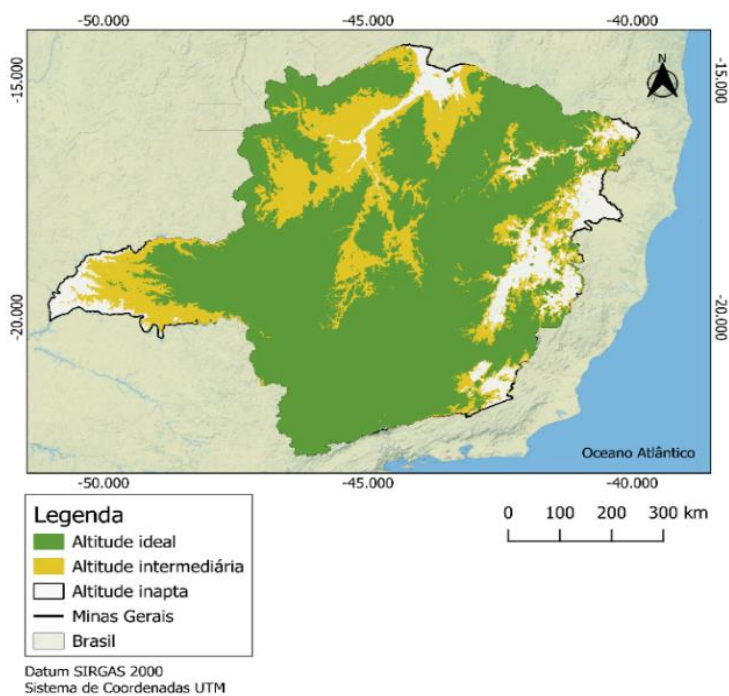 -50.000 -45.000 -40.000
-15.000 -15.000
N
-20.000 -20.000
Oceano Atlântico
-50.000 -45.000 -40.000
Legenda
Altitude ideal
Altitude intermediária
Altitude inapta
Minas Gerais
Brasil
0 100 200 300 km
Datum SIRGAS 2000
Sistema de Coordenadas UTM